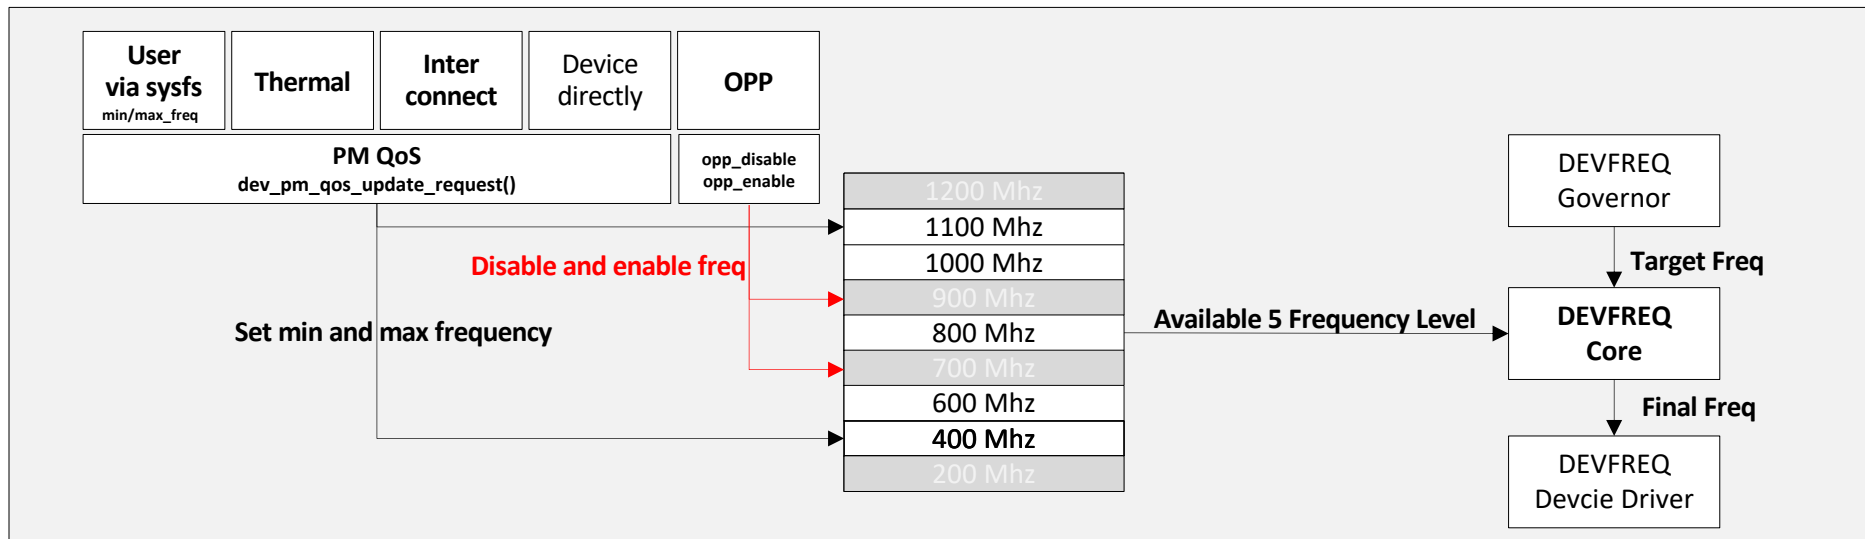 User
via sysfs
min/max_freq
Thermal
Inter
connect
Device
directly
OPP
PM QoS
dev_pm_qos_update_request()
opp_disable
opp_enable
Disable and enable freq
Set min and max frequency
1200 Mhz
1100 Mhz
1000 Mhz
900 Mhz
800 Mhz
700 Mhz
600 Mhz
400 Mhz
200 Mhz
Available 5 Frequency Level
DEVFREQ
Governor
Target Freq
DEVFREQ
Core
Final Freq
DEVFREQ
Devcie Driver